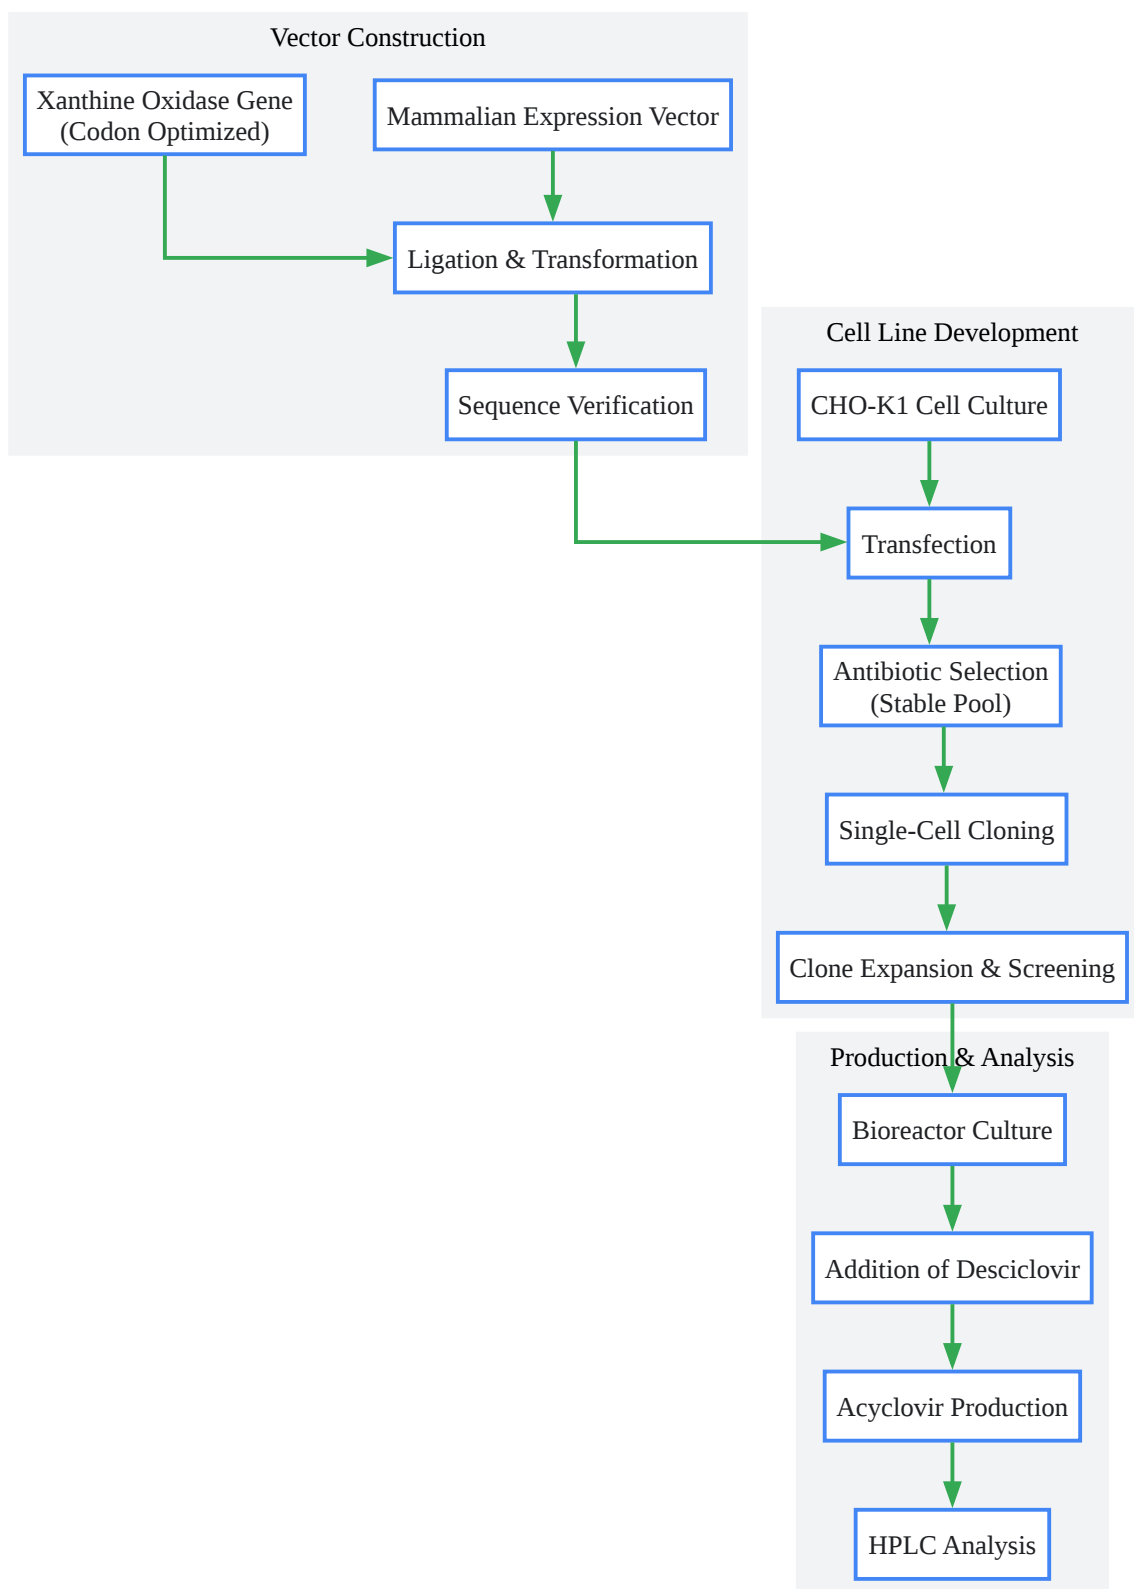 Vector Construction
Xanthine Oxidase Gene
(Codon Optimized)
Mammalian Expression Vector
Ligation & Transformation
Sequence Verification
Cell Line Development
CHO-K1 Cell Culture
Transfection
Antibiotic Selection
(Stable Pool)
Single-Cell Cloning
Clone Expansion & Screening
Production & Analysis
Bioreactor Culture
Addition of Desciclovir
Acyclovir Production
HPLC Analysis